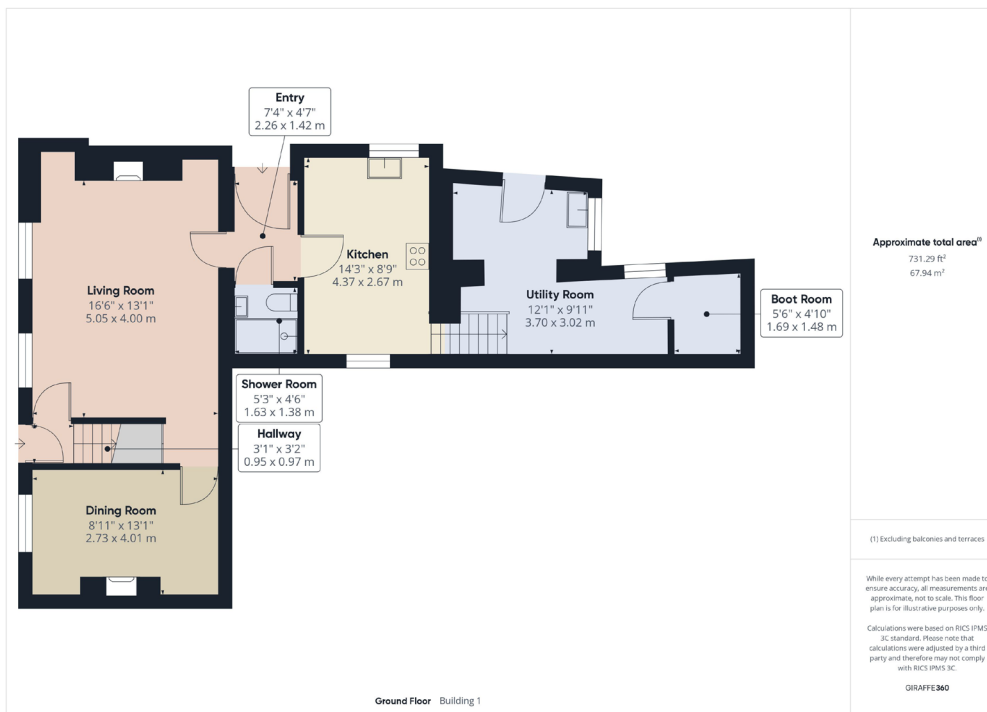 Entry
7'4" x 4'7"
2.26 x 1.42 m
Kitchen
14'3" x 8'9"
4.37 x 2.67 m
Living Room
16'6" x 13'1"
5.05 x 4.00 m
Utility Room
12'1" x 9'11"
3.70 x 3.02 m
Boot Room
5'6" x 4'10"
1.69 x 1.48 m
Shower Room
5'3" x 4'6"
1.63 x 1.38 m
Hallway
3'1" x 3'2"
0.95 x 0.97 m
Dining Room
8'11" x 13'1"
2.73 x 4.01 m
Ground Floor Building 1
Approximate total area(1)
731.29 ft²
67.94 m²
(1) Excluding balconies and terraces
While every attempt has been made to
ensure accuracy, all measurements are
approximate, not to scale. This floor
plan is for illustrative purposes only.
Calculations were based on RICS IPMS
3C standard. Please note that
calculations were adjusted by a third
party and therefore may not comply
with RICS IPMS 3C.
GIRAFFE360